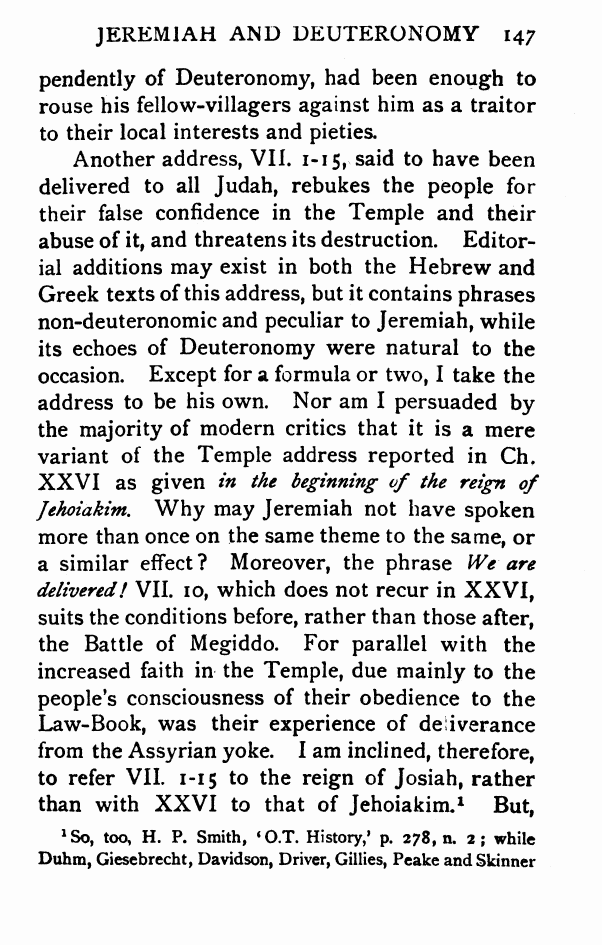 JEREMIAH AND DEUTERONOMY 147
pendently of Deuteronomy, had been enough to
rouse his fellow-villagers against him as a traitor
to their local interests and pieties.
Another address, VII. 1-15, said to have been
delivered to all Judah, rebukes the people for
their false confidence in the Temple and their
abuse of it, and threatens its destruction. Editor-
ial additions may exist in both the Hebrew and
Greek texts of this address, but it contains phrases
non-deuteronomic and peculiar to Jeremiah, while
its echoes of Deuteronomy were natural to the
occasion. Except for a formula or two, I take the
address to be his own. Nor am I persuaded by
the majority of modern critics that it is a mere
variant of the Temple address reported in Ch.
XXVI as given in the beginning of the reign of
Jehoiakim. Why may Jeremiah not have spoken
more than once on the same theme to the same, or
a similar effect? Moreover, the phrase We are
delivered! VII. 10, which does not recur in XXVI,
suits the conditions before, rather than those after,
the Battle of Megiddo. For parallel with the
increased faith in the Temple, due mainly to the
people's consciousness of their obedience to the
Law-Book, was their experience of deliverance
from the Assyrian yoke. I am inclined, therefore,
to refer VII. 1-15 to the reign of Josiah, rather
than with XXVI to that of Jehoiakim.¹ But,
¹ So, too, H. P. Smith, 'O.T. History,' p. 278, n. 2; while
Duhm, Giesebrecht, Davidson, Driver, Gillies, Peake and Skinner